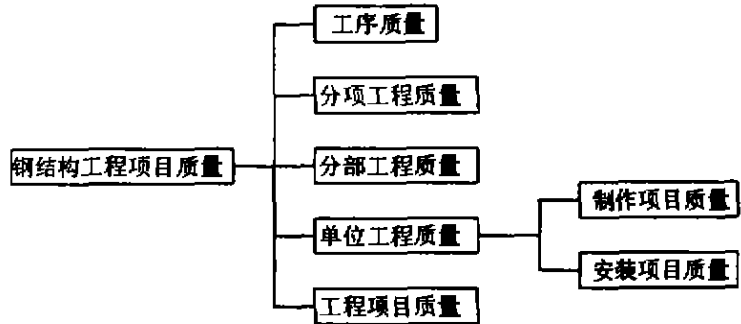 工序质量
分项工程质量
钢结构工程项目质量
分部工程质量
制作项目质量
单位工程质量
安装项目质量
工程项目质量